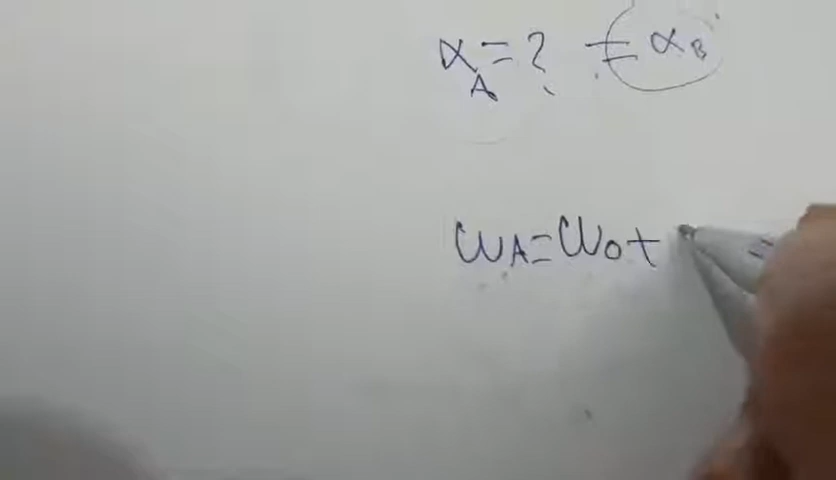 α_A = ? = α_B
ω_A = ω_0 +